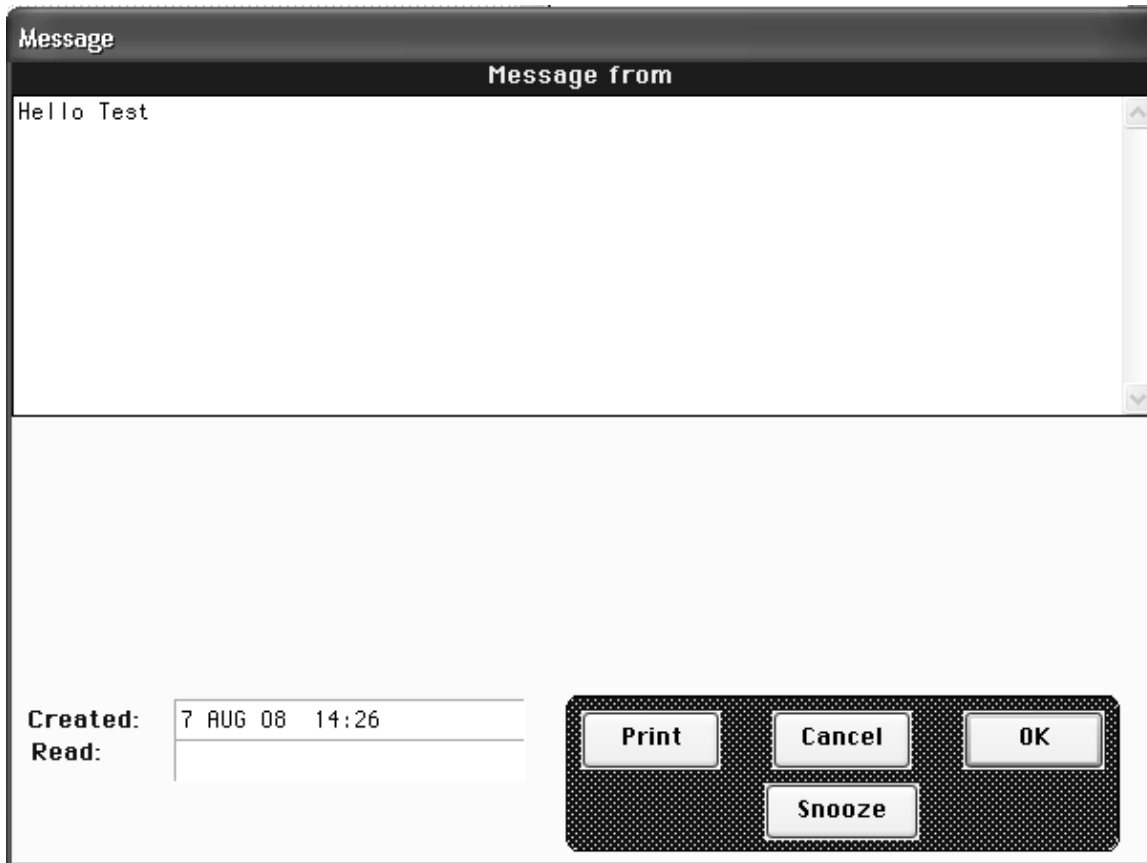 Message
Message from
Hello Test
Created: 7 AUG 08 14:26
Read:
Print Cancel OK
Snooze